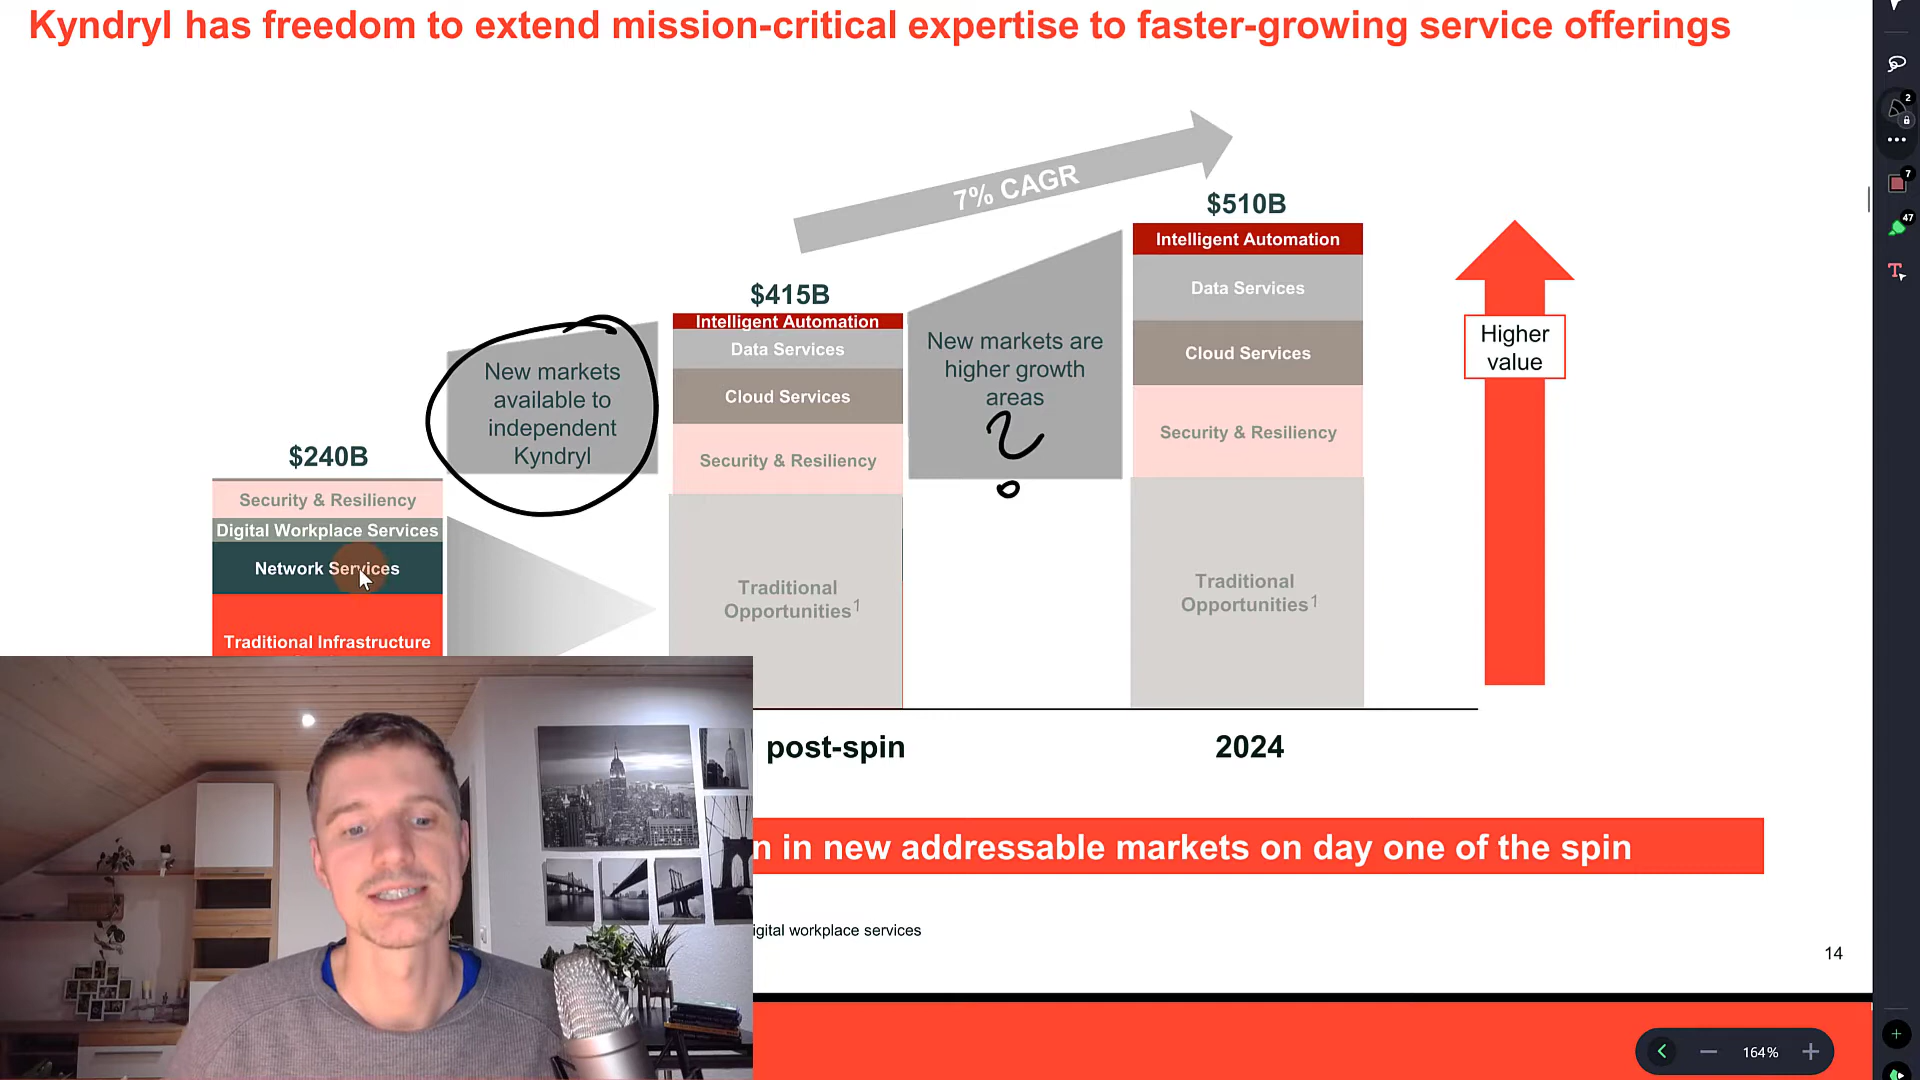 Kyndryl has freedom to extend mission-critical expertise to faster-growing service offerings
7% CAGR
$510B
Intelligent Automation
Data Services
Cloud Services
Security & Resiliency
Traditional
Opportunities¹
2024
Higher
value
$415B
Intelligent Automation
Data Services
Cloud Services
Security & Resiliency
Traditional
Opportunities¹
post-spin
New markets are
higher growth
areas
?
New markets
available to
independent
Kyndryl
$240B
Security & Resiliency
Digital Workplace Services
Network Services
Traditional Infrastructure
n in new addressable markets on day one of the spin
igital workplace services
14
164%
2
7
47
T